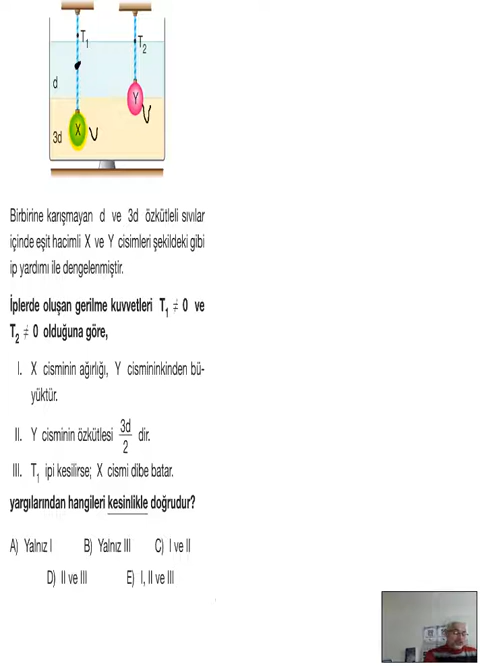 T₁
T₂
d
Y
X
V
V
3d
Birbirine karışmayan d ve 3d özkütleli sıvılar
içinde eşit hacimli X ve Y cisimleri şekildeki gibi
ip yardımı ile dengelenmiştir.
İplerde oluşan gerilme kuvvetleri T₁ ≠ 0 ve
T₂ ≠ 0 olduğuna göre,
I. X cisminin ağırlığı, Y cismininkinden bü-
yüktür.
II. Y cisminin özkütlesi 3d/2 dir.
III. T₁ ipi kesilirse; X cismi dibe batar.
yargılarından hangileri kesinlikle doğrudur?
A) Yalnız I B) Yalnız III C) I ve II
D) II ve III E) I, II ve III